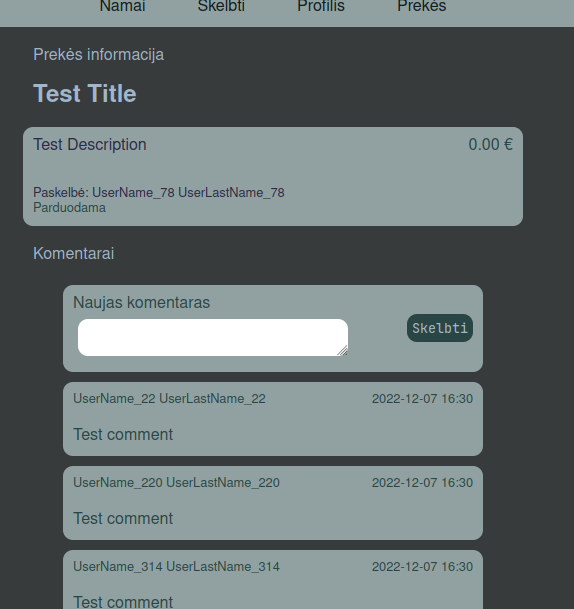 Namai Skelbti Profilis Prekės
Prekės informacija
Test Title
Test Description 0.00 €
Paskelbė: UserName_78 UserLastName_78
Parduodama
Komentarai
Naujas komentaras
Skelbti
UserName_22 UserLastName_22 2022-12-07 16:30
Test comment
UserName_220 UserLastName_220 2022-12-07 16:30
Test comment
UserName_314 UserLastName_314 2022-12-07 16:30
Test comment